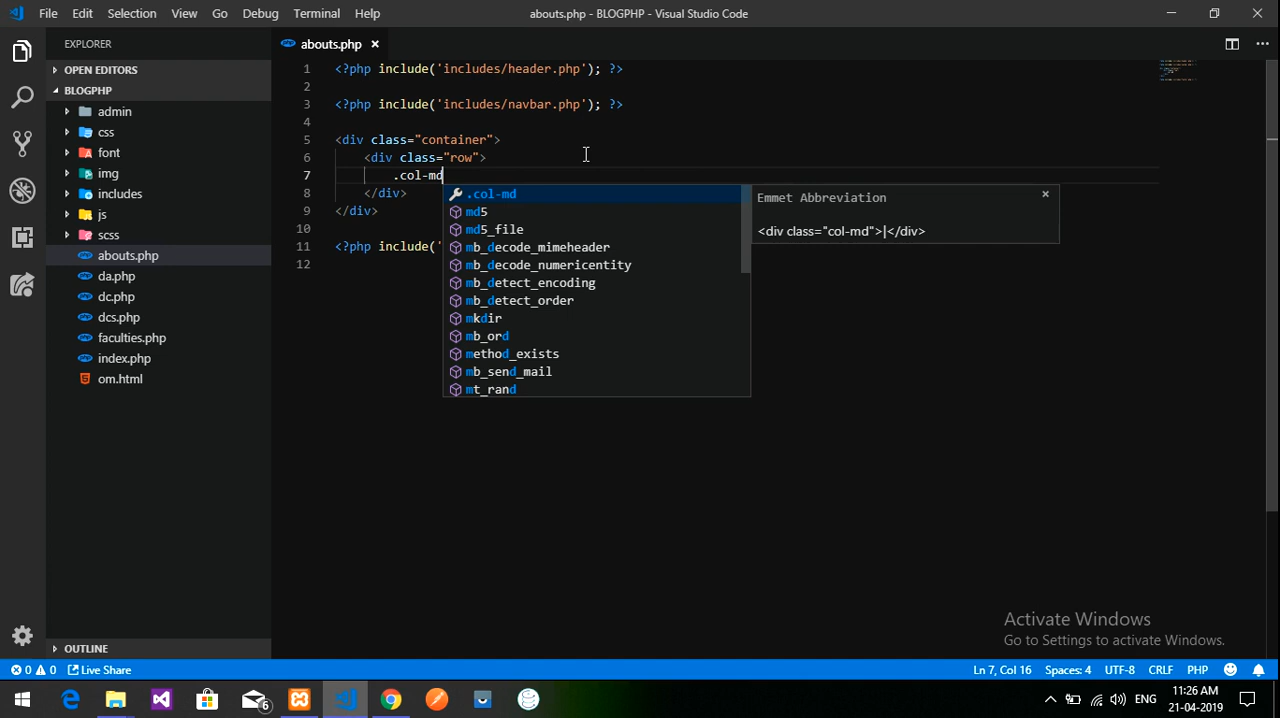 File Edit Selection View Go Debug Terminal Help
abouts.php - BLOGPHP - Visual Studio Code
EXPLORER
OPEN EDITORS
BLOGPHP
admin
css
font
img
includes
js
scss
abouts.php
da.php
dc.php
dcs.php
faculties.php
index.php
om.html
OUTLINE
abouts.php ×
1 <?php include('includes/header.php'); ?>
2
3 <?php include('includes/navbar.php'); ?>
4
5 <div class="container">
6 <div class="row">
7 .col-md
8 </div>
9 </div>
10
11 <?php include('
12
.col-md
md5
md5_file
mb_decode_mimeheader
mb_decode_numericentity
mb_detect_encoding
mb_detect_order
mkdir
mb_ord
method_exists
mb_send_mail
mt_rand
Emmet Abbreviation ×
<div class="col-md">|</div>
Activate Windows
Go to Settings to activate Windows.
0 0 Live Share
Ln 7, Col 16 Spaces: 4 UTF-8 CRLF PHP
6
ENG
11:26 AM
21-04-2019